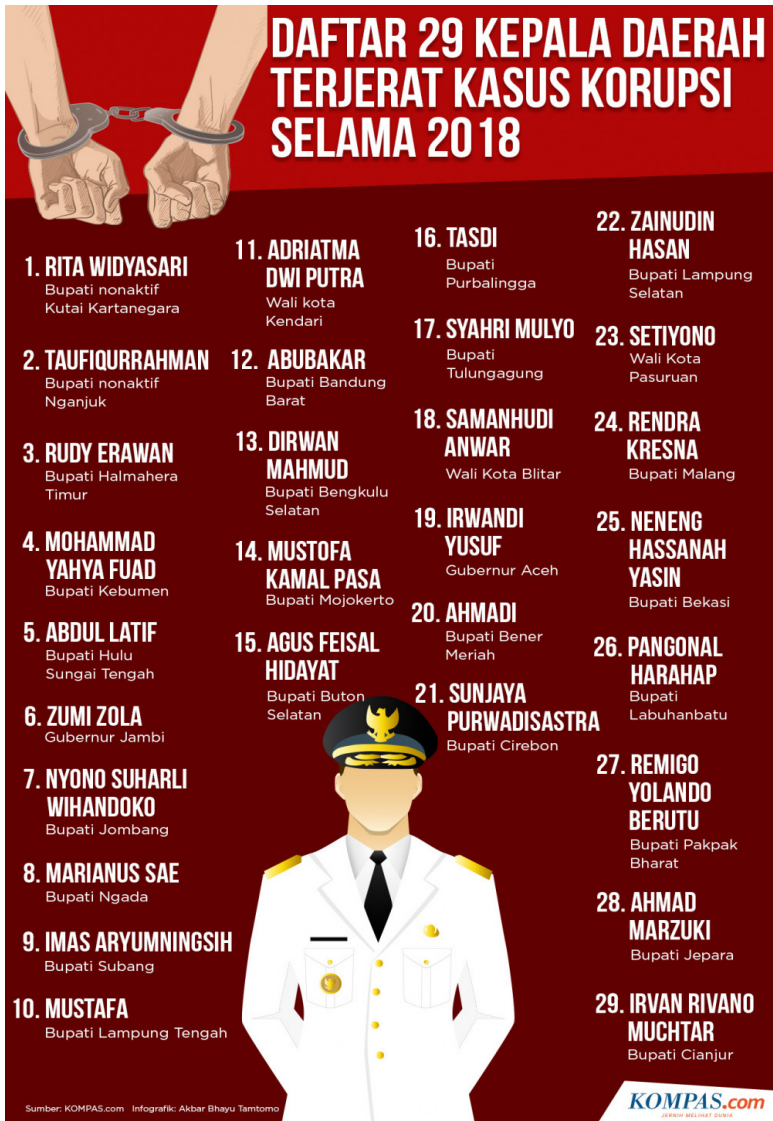 DAFTAR 29 KEPALA DAERAH
TERJERAT KASUS KORUPSI
SELAMA 2018
1. RITA WIDYASARI
Bupati nonaktif
Kutai Kartanegara
2. TAUFIQURRAHMAN
Bupati nonaktif
Nganjuk
3. RUDY ERAWAN
Bupati Halmahera
Timur
4. MOHAMMAD
YAHYA FUAD
Bupati Kebumen
5. ABDUL LATIF
Bupati Hulu
Sungai Tengah
6. ZUMI ZOLA
Gubernur Jambi
7. NYONO SUHARLI
WIHANDOKO
Bupati Jombang
8. MARIANUS SAE
Bupati Ngada
9. IMAS ARYUMNINGSIH
Bupati Subang
10. MUSTAFA
Bupati Lampung Tengah
11. ADRIATMA
DWI PUTRA
Wali kota
Kendari
12. ABUBAKAR
Bupati Bandung
Barat
13. DIRWAN
MAHMUD
Bupati Bengkulu
Selatan
14. MUSTOFA
KAMAL PASA
Bupati Mojokerto
15. AGUS FEISAL
HIDAYAT
Bupati Buton
Selatan
16. TASDI
Bupati
Purbalingga
17. SYAHRI MULYO
Bupati
Tulungagung
18. SAMANHUDI
ANWAR
Wali Kota Blitar
19. IRWANDI
YUSUF
Gubernur Aceh
20. AHMADI
Bupati Bener
Meriah
21. SUNJAYA
PURWADISASTRA
Bupati Cirebon
22. ZAINUDIN
HASAN
Bupati Lampung
Selatan
23. SETIYONO
Wali Kota
Pasuruan
24. RENDRA
KRESNA
Bupati Malang
25. NENENG
HASSANAH
YASIN
Bupati Bekasi
26. PANGONAL
HARAHAP
Bupati
Labuhanbatu
27. REMIGO
YOLANDO
BERUTU
Bupati Pakpak
Bharat
28. AHMAD
MARZUKI
Bupati Jepara
29. IRVAN RIVANO
MUCHTAR
Bupati Cianjur
Sumber: KOMPAS.com Infografik: Akbar Bhayu Tamtomo
KOMPAS.com
JERNIH MELIHAT DUNIA